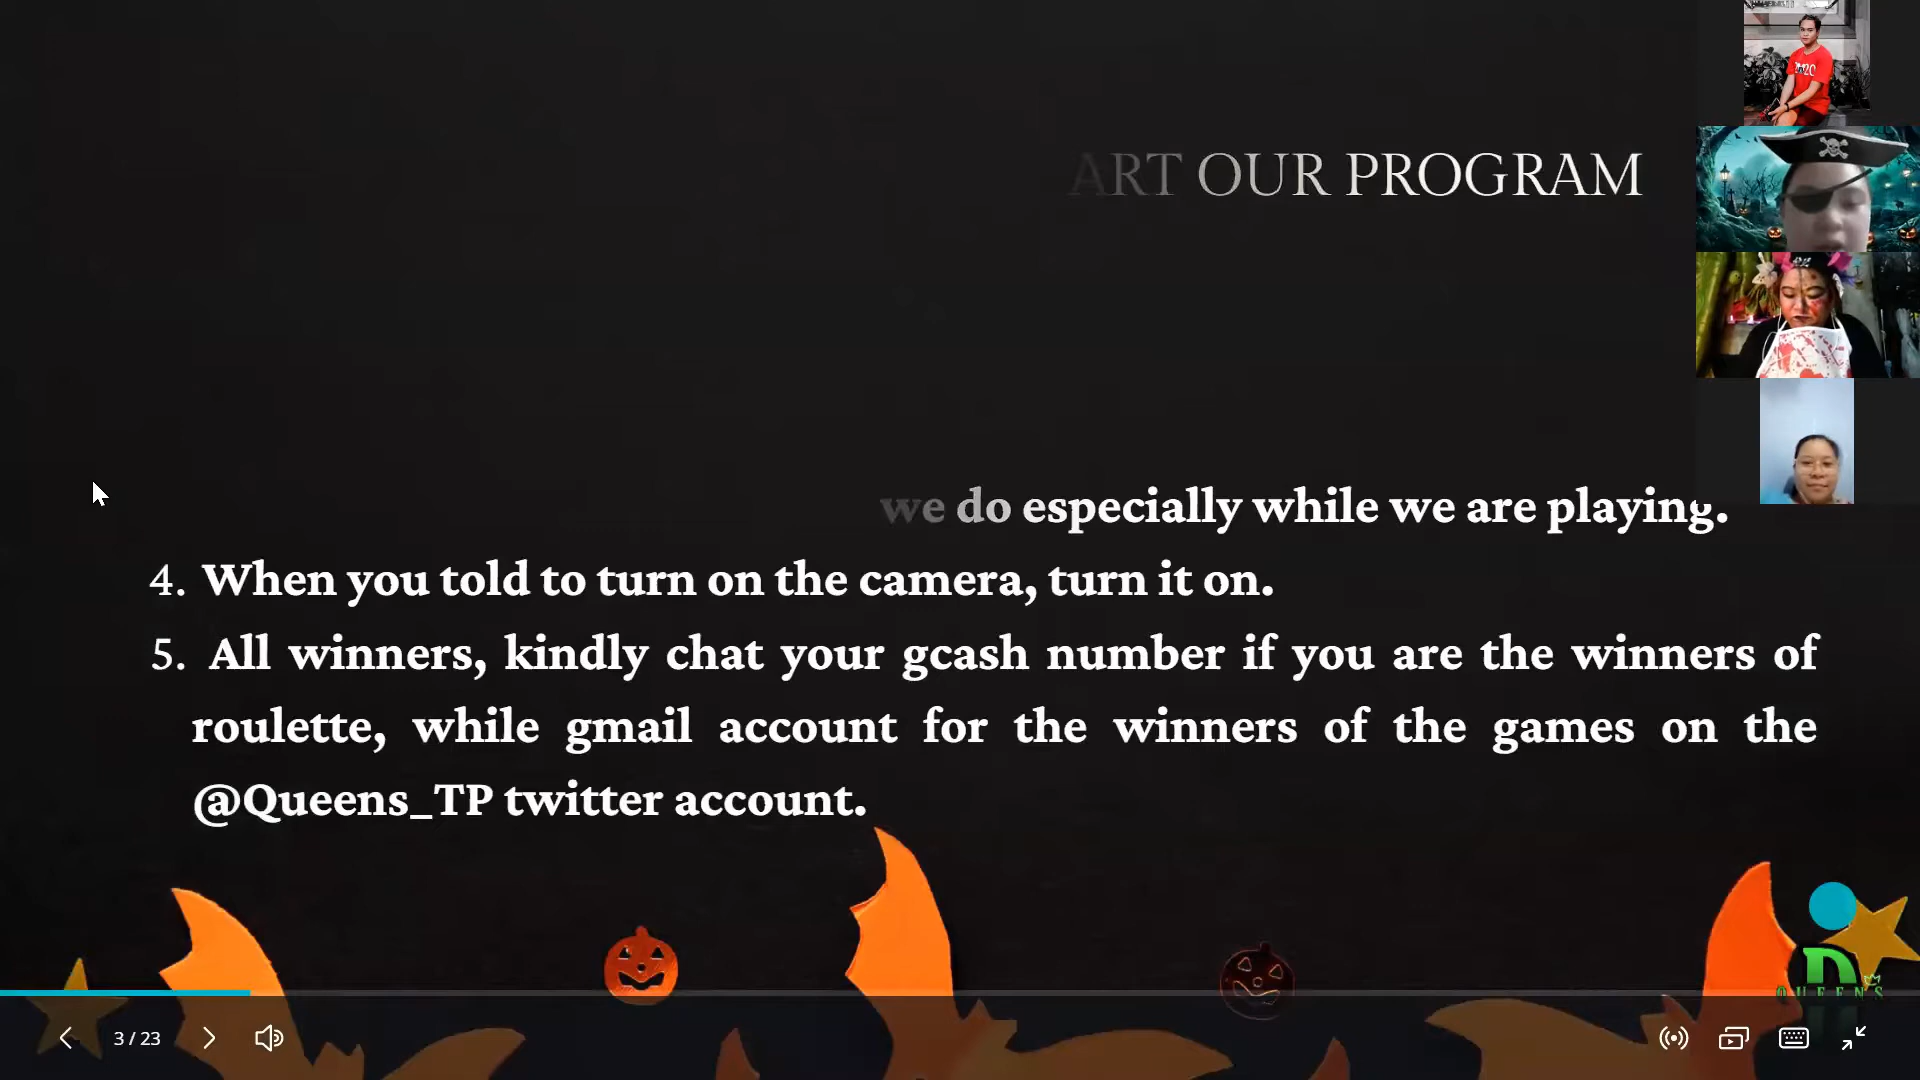 ART OUR PROGRAM
we do especially while we are playing.
4. When you told to turn on the camera, turn it on.
5. All winners, kindly chat your gcash number if you are the winners of
roulette, while gmail account for the winners of the games on the
@Queens_TP twitter account.
QUEENS
3 / 23